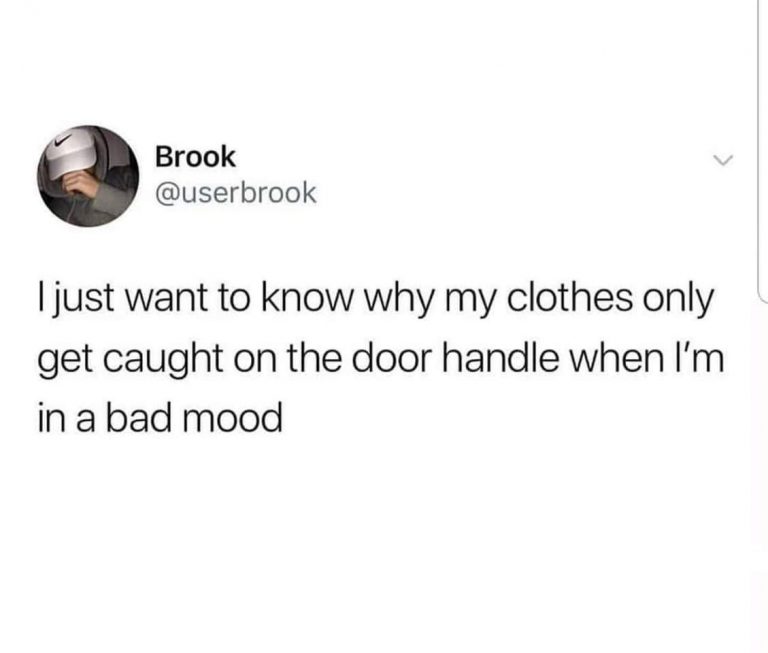 Brook
@userbrook
I just want to know why my clothes only
get caught on the door handle when I'm
in a bad mood